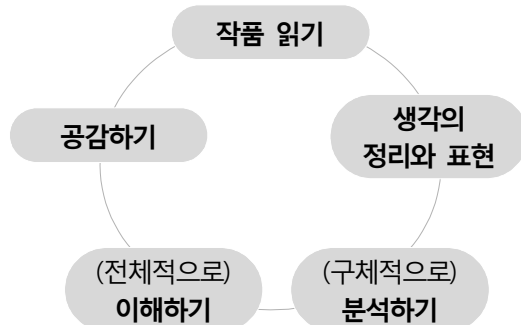 작품 읽기
공감하기
생각의
정리와 표현
(전체적으로)
이해하기
(구체적으로)
분석하기